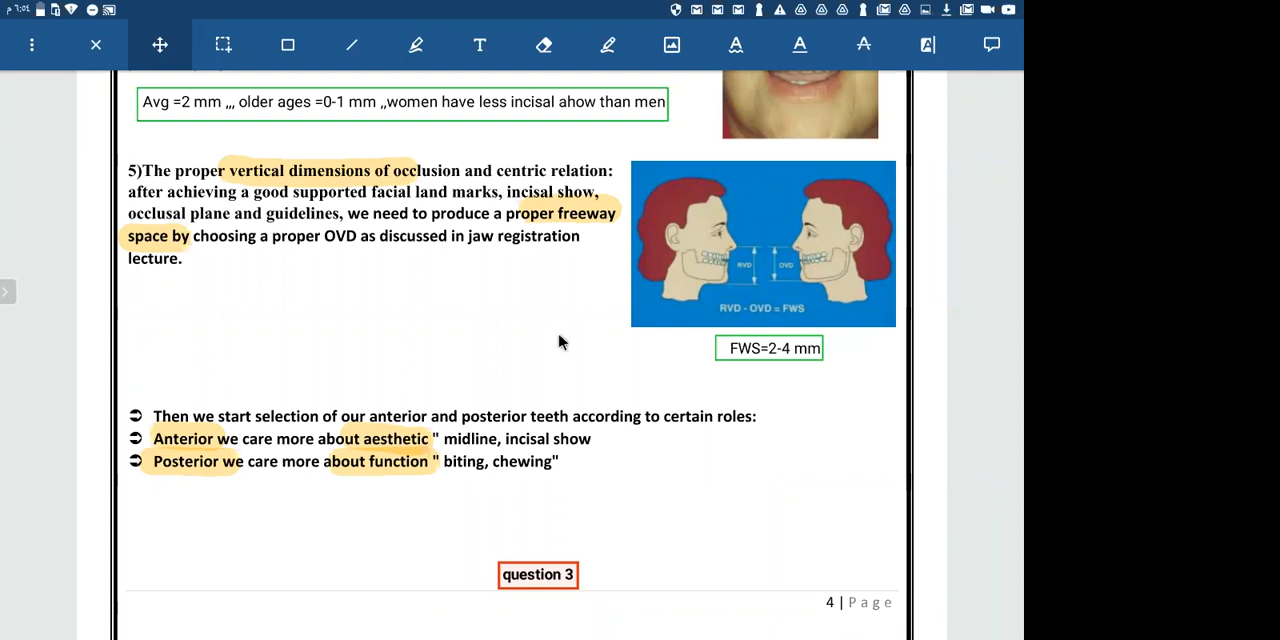 م ٦:٥٤
T
A
A
A
Avg =2 mm ,,, older ages =0-1 mm ,,women have less incisal ahow than men
5)The proper vertical dimensions of occlusion and centric relation:
after achieving a good supported facial land marks, incisal show,
occlusal plane and guidelines, we need to produce a proper freeway
space by choosing a proper OVD as discussed in jaw registration
lecture.
RVD
OVD
RVD - OVD = FWS
FWS=2-4 mm
Then we start selection of our anterior and posterior teeth according to certain roles:
Anterior we care more about aesthetic " midline, incisal show
Posterior we care more about function " biting, chewing"
question 3
4 | Page